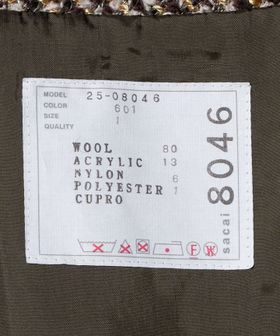 MODEL 25-08046
COLOR 601
SIZE 1
QUALITY
WOOL 80
ACRYLIC 13
NYLON 6
POLYESTER 1
CUPRO
sacai 8046
F W